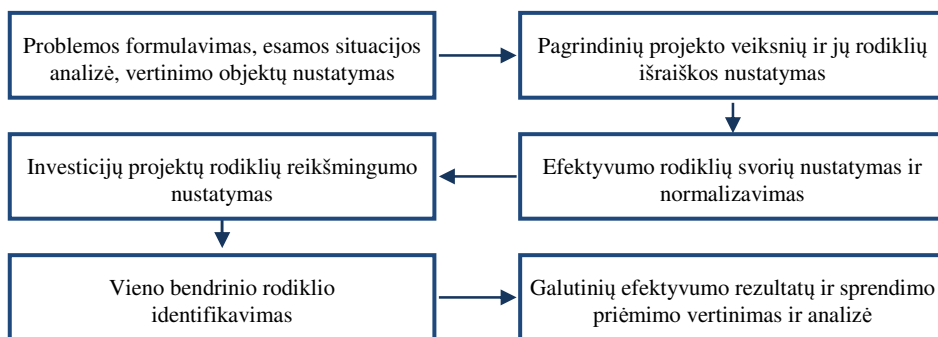 Problemos formulavimas, esamos situacijos
analizė, vertinimo objektų nustatymas
Pagrindinių projekto veiksnių ir jų rodiklių
išraiškos nustatymas
Efektyvumo rodiklių svorių nustatymas ir
normalizavimas
Investicijų projektų rodiklių reikšmingumo
nustatymas
Vieno bendrinio rodiklio
identifikavimas
Galutinių efektyvumo rezultatų ir sprendimo
priėmimo vertinimas ir analizė